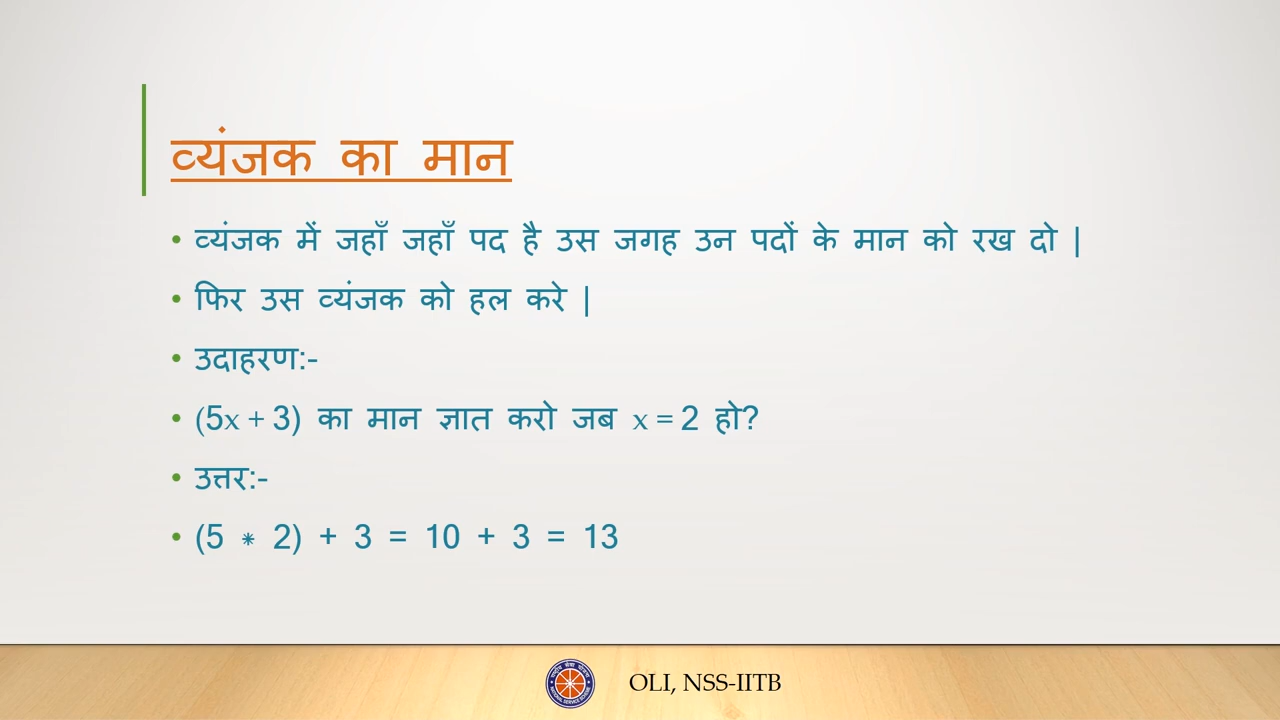 व्यंजक का मान
• व्यंजक में जहाँ जहाँ पद है उस जगह उन पदों के मान को रख दो |
• फिर उस व्यंजक को हल करे |
• उदाहरण:-
• (5x + 3) का मान ज्ञात करो जब x = 2 हो?
• उत्तर:-
• (5 * 2) + 3 = 10 + 3 = 13
OLI, NSS-IITB